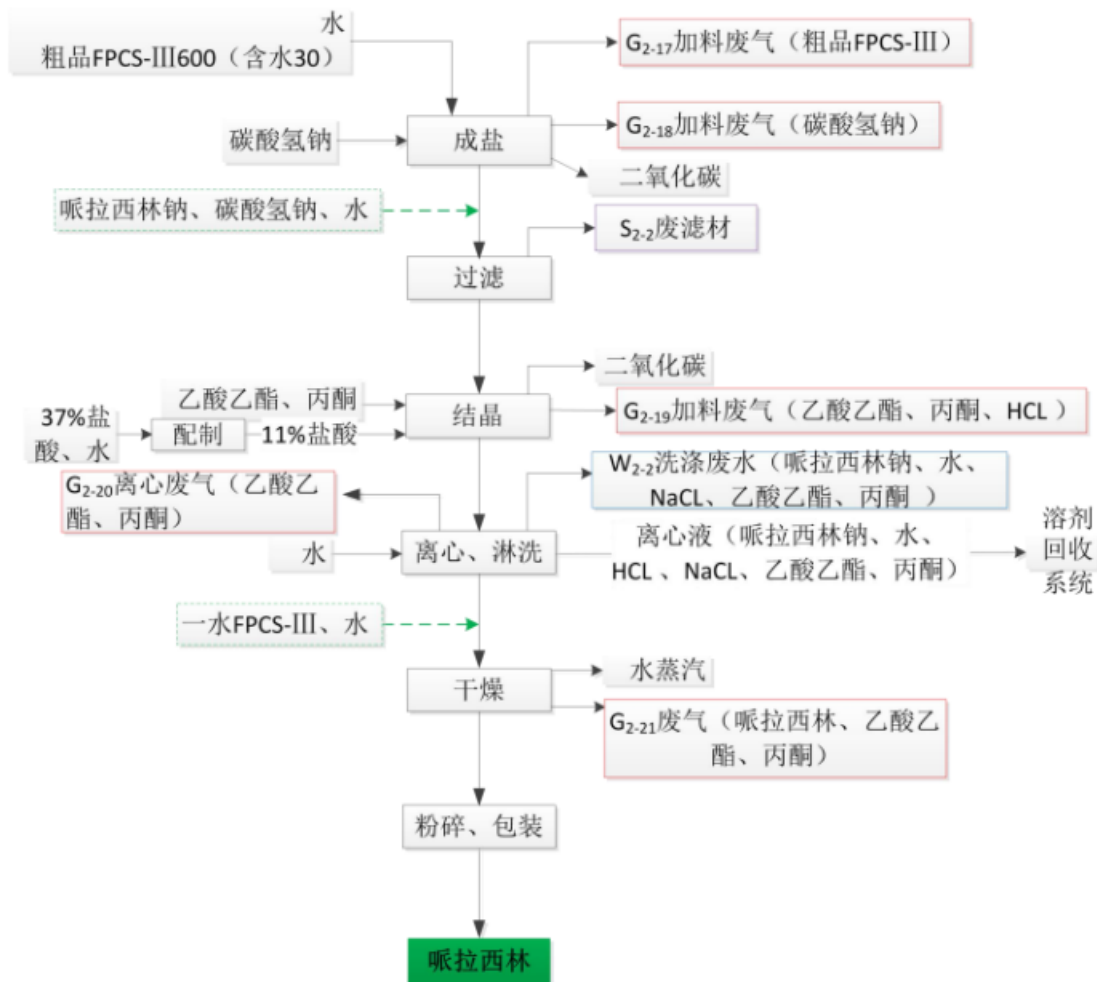 水
粗品FPCS-III600（含水30）
G2-17加料废气（粗品FPCS-III）
G2-18加料废气（碳酸氢钠）
碳酸氢钠
成盐
二氧化碳
哌拉西林钠、碳酸氢钠、水
S2-2废滤材
过滤
二氧化碳
乙酸乙酯、丙酮
结晶
G2-19加料废气（乙酸乙酯、丙酮、HCL ）
37%盐
酸、水
配制
11%盐酸
W2-2洗涤废水（哌拉西林钠、水、
NaCL、乙酸乙酯、丙酮 ）
G2-20离心废气（乙酸乙
酯、丙酮）
水
离心、淋洗
离心液（哌拉西林钠、水、
HCL 、NaCL、乙酸乙酯、丙酮）
溶剂
回收
系统
一水FPCS-III、水
干燥
水蒸汽
G2-21废气（哌拉西林、乙酸乙
酯、丙酮）
粉碎、包装
哌拉西林